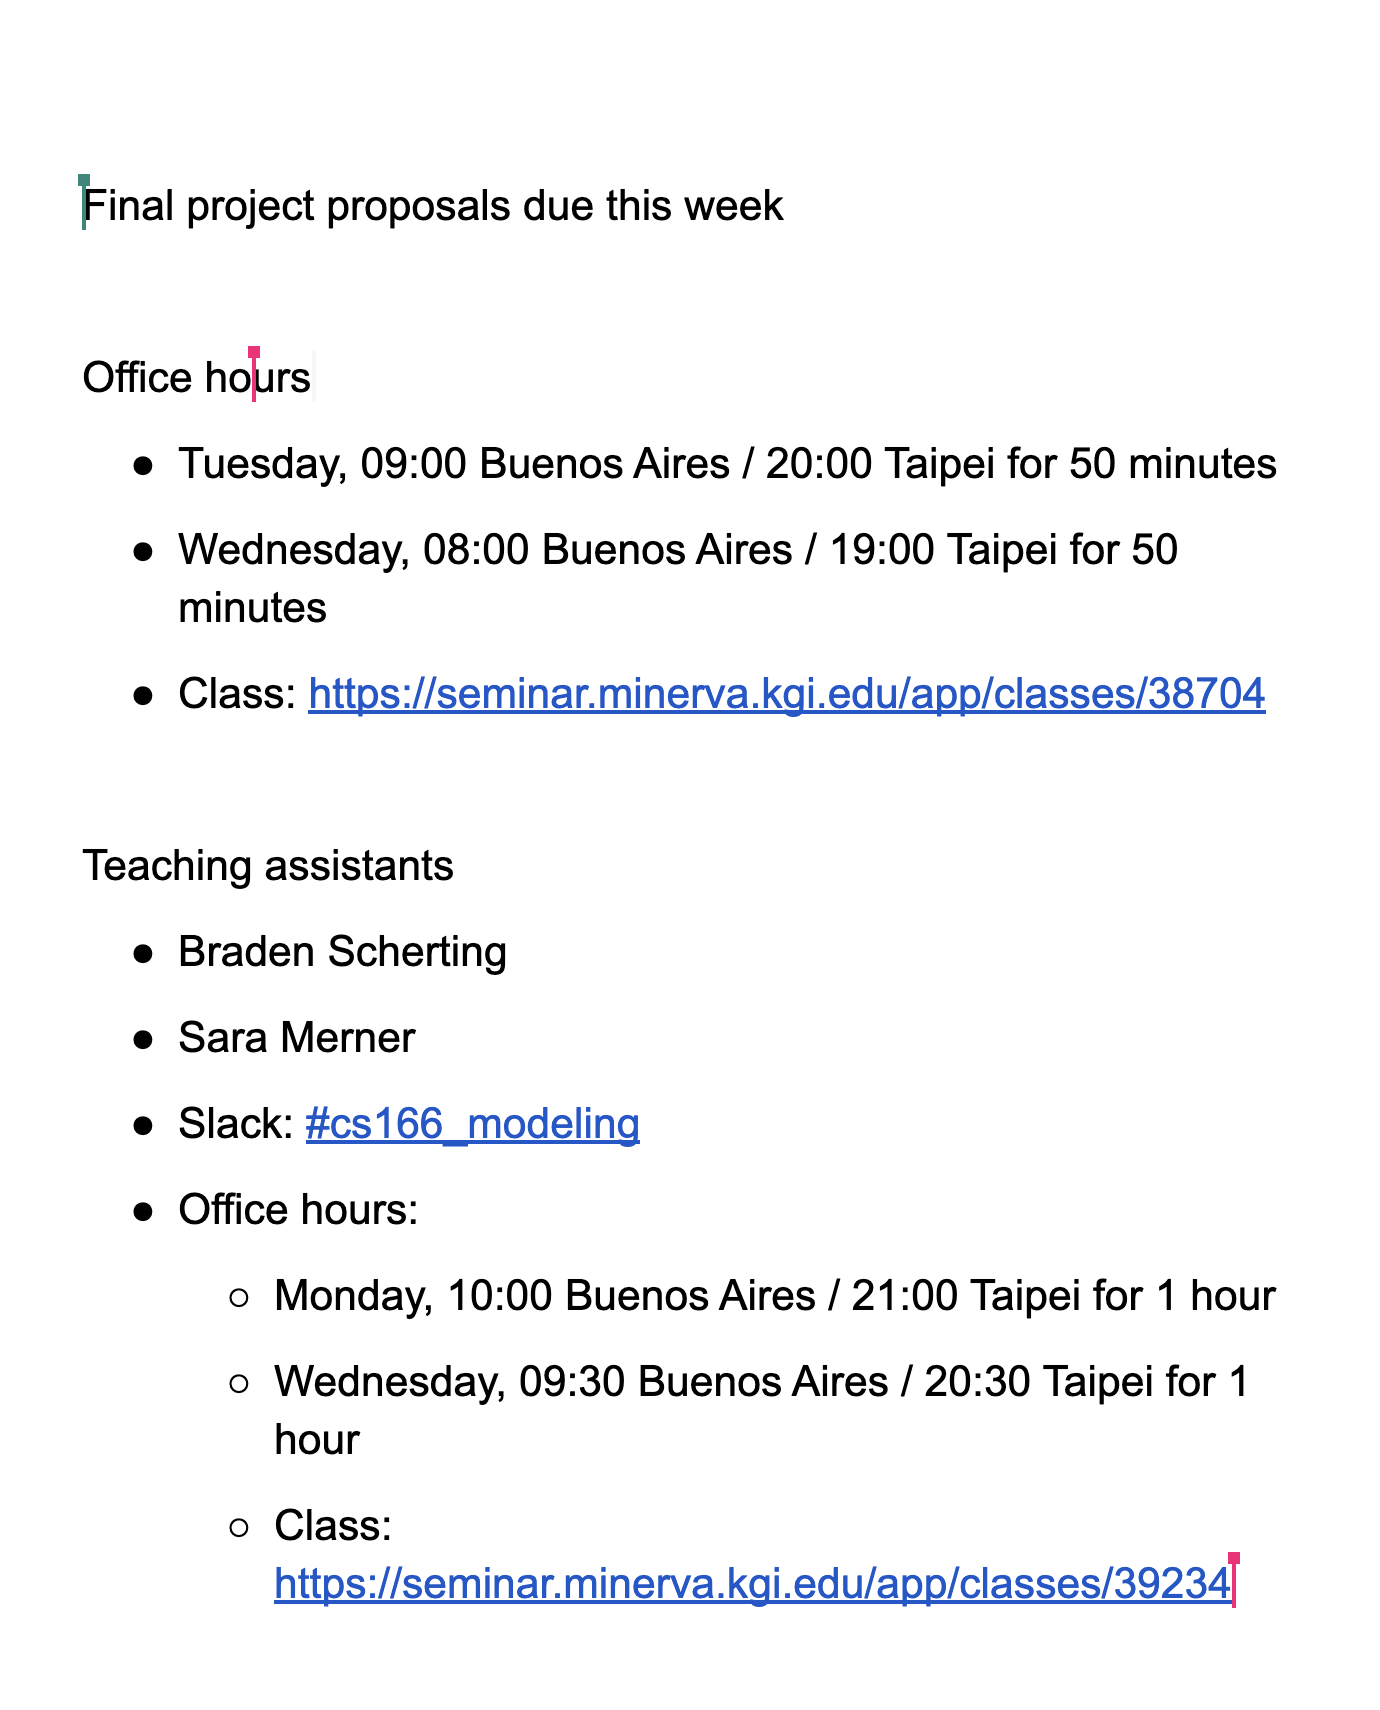 Final project proposals due this week
Office hours
● Tuesday, 09:00 Buenos Aires / 20:00 Taipei for 50 minutes
● Wednesday, 08:00 Buenos Aires / 19:00 Taipei for 50
minutes
● Class: https://seminar.minerva.kgi.edu/app/classes/38704
Teaching assistants
● Braden Scherting
● Sara Merner
● Slack: #cs166_modeling
● Office hours:
○ Monday, 10:00 Buenos Aires / 21:00 Taipei for 1 hour
○ Wednesday, 09:30 Buenos Aires / 20:30 Taipei for 1
hour
○ Class:
https://seminar.minerva.kgi.edu/app/classes/39234